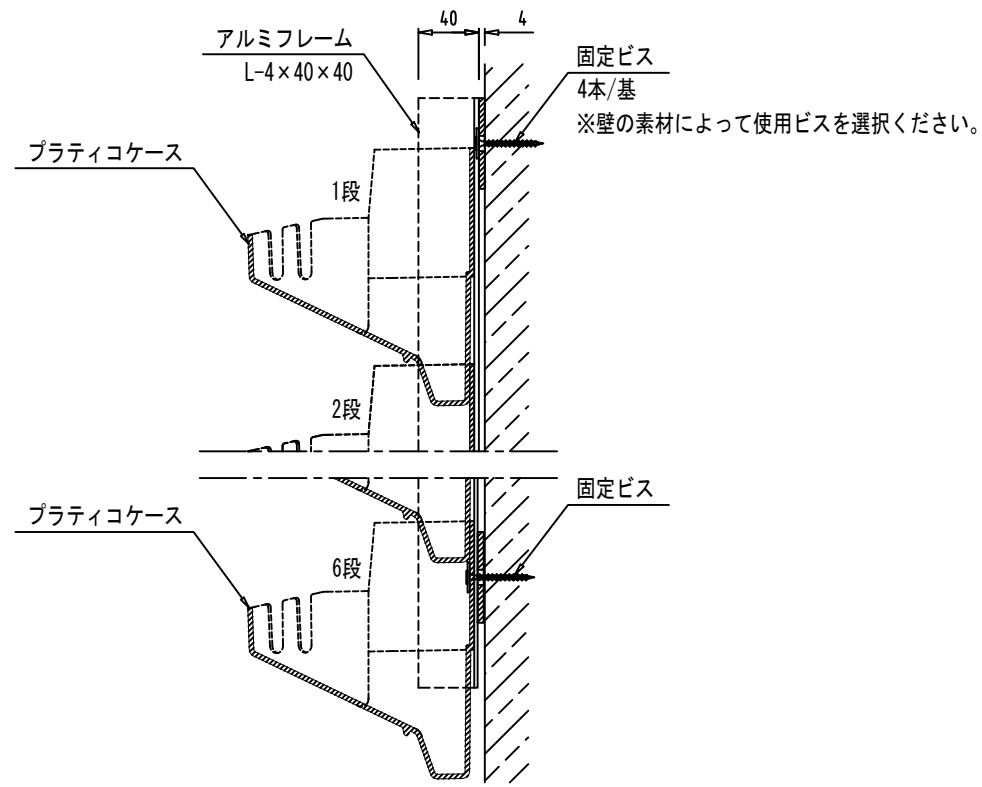 40
4
アルミフレーム
L-4×40×40
固定ビス
4本/基
※壁の素材によって使用ビスを選択ください。
プラティコケース
1段
2段
固定ビス
プラティコケース
6段